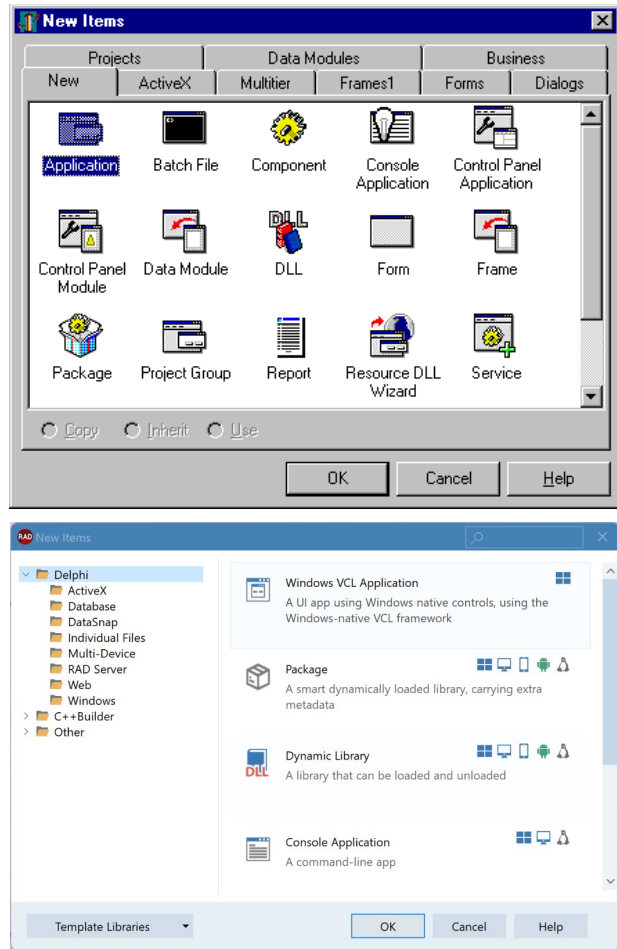 New Items
Projects Data Modules Business
New ActiveX Multitier Frames1 Forms Dialogs
Application Batch File Component Console Application Control Panel Application
Control Panel Module Data Module DLL Form Frame
Package Project Group Report Resource DLL Wizard Service
Copy Inherit Use
OK Cancel Help
RAD New Items
Delphi
ActiveX
Database
DataSnap
Individual Files
Multi-Device
RAD Server
Web
Windows
C++Builder
Other
Windows VCL Application
A UI app using Windows native controls, using the
Windows-native VCL framework
Package
A smart dynamically loaded library, carrying extra
metadata
DLL
Dynamic Library
A library that can be loaded and unloaded
Console Application
A command-line app
Template Libraries OK Cancel Help